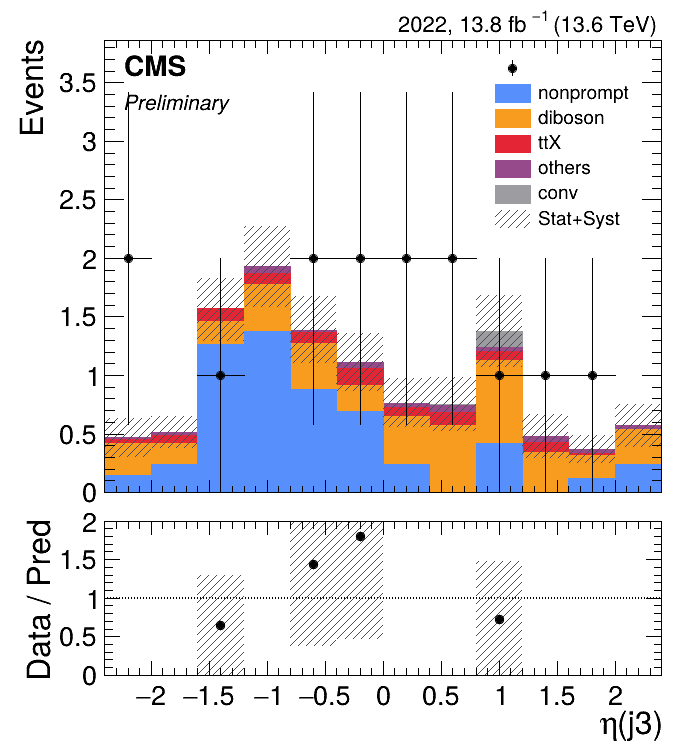 2022, 13.8 fb⁻¹ (13.6 TeV)
CMS
Preliminary
Events
3.5
3
2.5
2
1.5
1
0.5
0
nonprompt
diboson
ttX
others
conv
Stat+Syst
Data / Pred
2
1.5
1
0.5
0
−2 −1.5 −1 −0.5 0 0.5 1 1.5 2
η(j3)